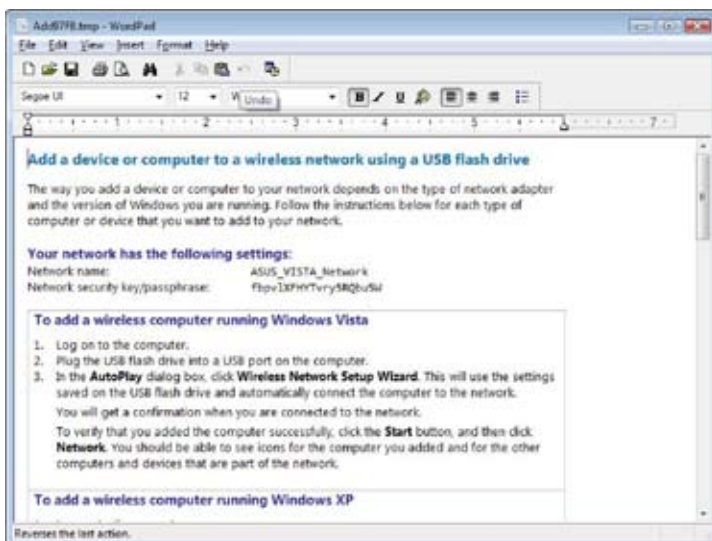 Add97F8.tmp - WordPad
File Edit View Insert Format Help
Segoe UI 12 W Undo
1 2 3 4 5 7
Add a device or computer to a wireless network using a USB flash drive
The way you add a device or computer to your network depends on the type of network adapter
and the version of Windows you are running. Follow the instructions below for each type of
computer or device that you want to add to your network.
Your network has the following settings:
Network name: ASUS_VISTA_Network
Network security key/passphrase:
To add a wireless computer running Windows Vista
1. Log on to the computer.
2. Plug the USB flash drive into a USB port on the computer.
3. In the AutoPlay dialog box, click Wireless Network Setup Wizard. This will use the settings
saved on the USB flash drive and automatically connect the computer to the network.
You will get a confirmation when you are connected to the network.
To verify that you added the computer successfully, click the Start button, and then click
Network. You should be able to see icons for the computer you added and for the other
computers and devices that are part of the network.
To add a wireless computer running Windows XP
Reverses the last action.